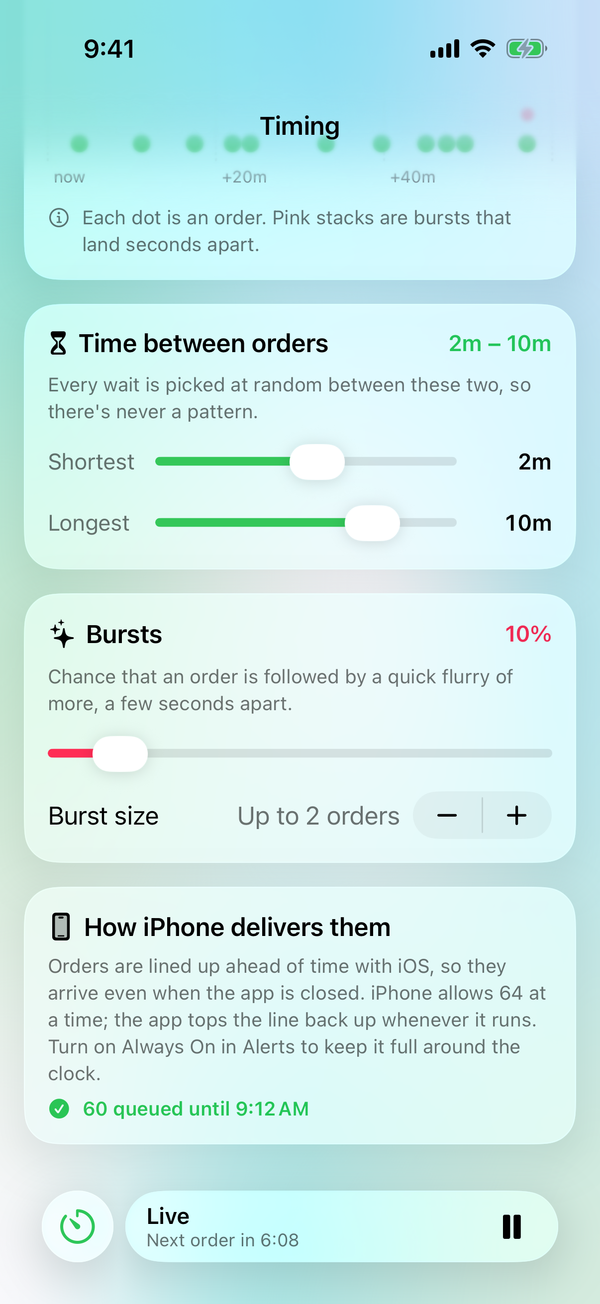 9:41
Timing
now +20m +40m
Each dot is an order. Pink stacks are bursts that
land seconds apart.
Time between orders 2m – 10m
Every wait is picked at random between these two, so
there's never a pattern.
Shortest 2m
Longest 10m
Bursts 10%
Chance that an order is followed by a quick flurry of
more, a few seconds apart.
Burst size Up to 2 orders
How iPhone delivers them
Orders are lined up ahead of time with iOS, so they
arrive even when the app is closed. iPhone allows 64 at
a time; the app tops the line back up whenever it runs.
Turn on Always On in Alerts to keep it full around the
clock.
60 queued until 9:12 AM
Live
Next order in 6:08